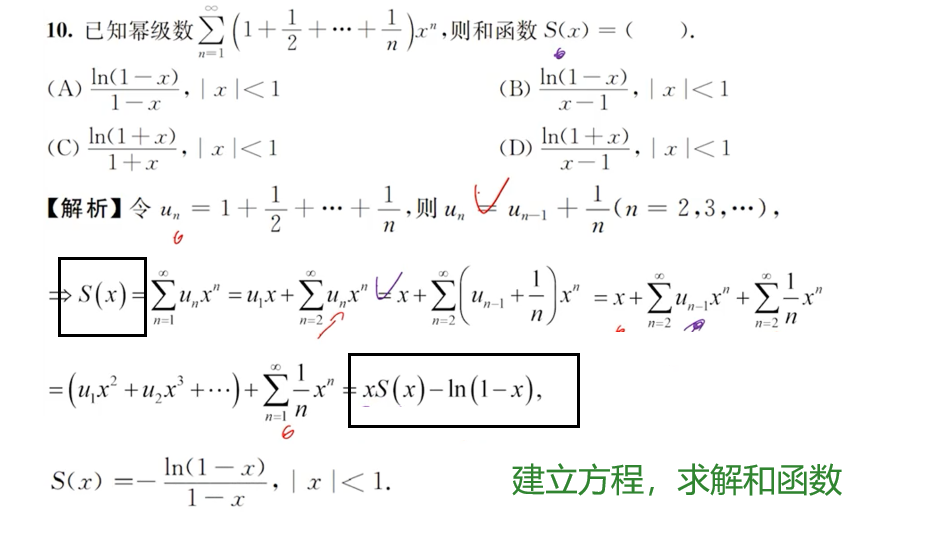 10. 已知幂级数 $\sum_{n=1}^{\infty}\left(1+\frac{1}{2}+\cdots+\frac{1}{n}\right)x^n$,则和函数 $S(x)=$ (  ).
(A) $\frac{\ln(1-x)}{1-x}$, $|x|<1$ (B) $\frac{\ln(1-x)}{x-1}$, $|x|<1$
(C) $\frac{\ln(1+x)}{1+x}$, $|x|<1$ (D) $\frac{\ln(1+x)}{x-1}$, $|x|<1$
【解析】令 $u_n=1+\frac{1}{2}+\cdots+\frac{1}{n}$,则 $u_n=u_{n-1}+\frac{1}{n}(n=2,3,\cdots)$,
$\Rightarrow S(x)=\sum_{n=1}^{\infty}u_nx^n=u_1x+\sum_{n=2}^{\infty}u_nx^n=x+\sum_{n=2}^{\infty}\left(u_{n-1}+\frac{1}{n}\right)x^n=x+\sum_{n=2}^{\infty}u_{n-1}x^n+\sum_{n=2}^{\infty}\frac{1}{n}x^n$
$=\left(u_1x^2+u_2x^3+\cdots\right)+\sum_{n=1}^{\infty}\frac{1}{n}x^n=xS(x)-\ln(1-x),$
$S(x)=-\frac{\ln(1-x)}{1-x}$, $|x|<1.$
建立方程，求解和函数